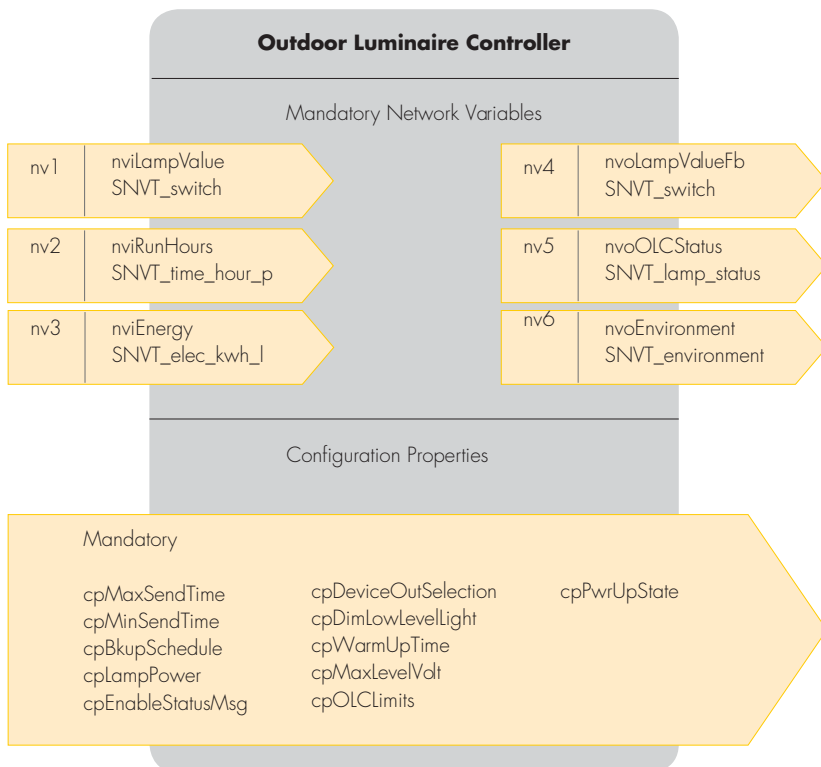 Outdoor Luminaire Controller
Mandatory Network Variables
nv1
nviLampValue
SNVT_switch
nv2
nviRunHours
SNVT_time_hour_p
nv3
nviEnergy
SNVT_elec_kwh_l
nv4
nvoLampValueFb
SNVT_switch
nv5
nvoOLCStatus
SNVT_lamp_status
nv6
nvoEnvironment
SNVT_environment
Configuration Properties
Mandatory
cpMaxSendTime
cpMinSendTime
cpBkupSchedule
cpLampPower
cpEnableStatusMsg
cpDeviceOutSelection
cpDimLowLevelLight
cpWarmUpTime
cpMaxLevelVolt
cpOLCLimits
cpPwrUpState